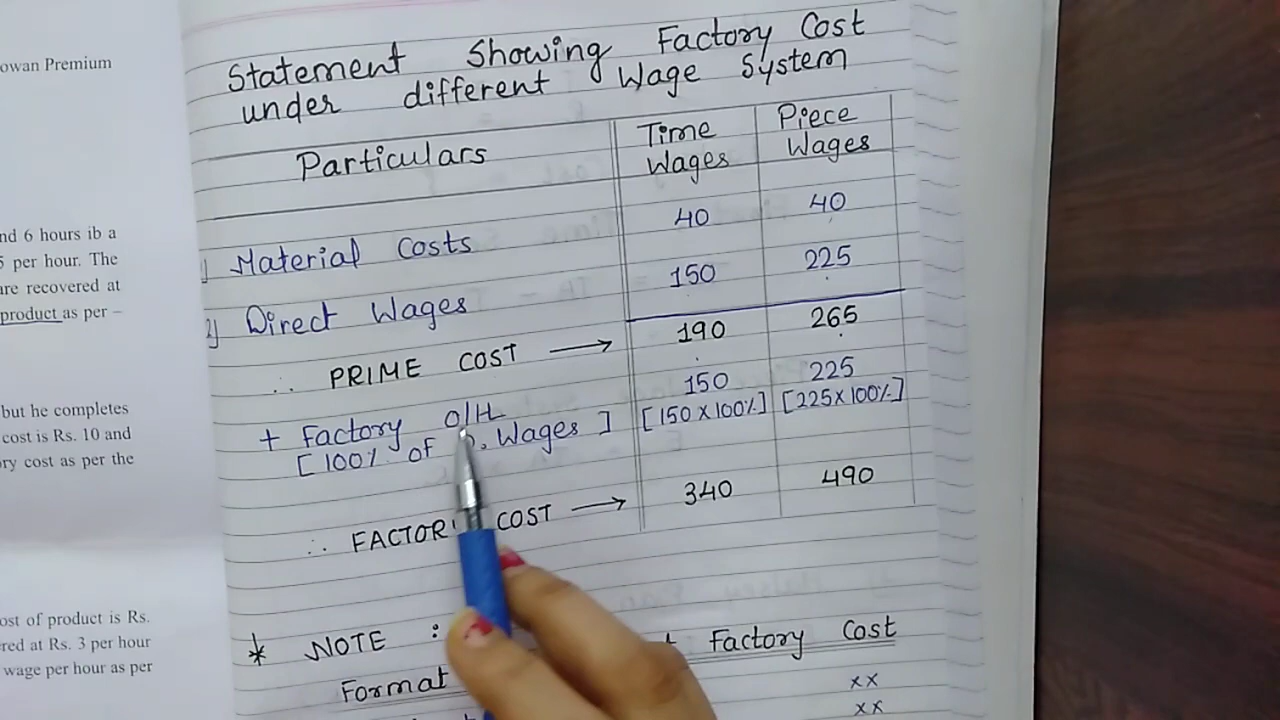 owan Premium
nd 6 hours ib a
5 per hour. The
are recovered at
product as per –
but he completes
cost is Rs. 10 and
ry cost as per the
ost of product is Rs.
red at Rs. 3 per hour
wage per hour as per
Statement Showing Factory Cost
under different Wage System
Particulars Time Wages Piece Wages
1) Material Costs 40 40
2) Direct Wages 150 225
∴ PRIME COST → 190 265
+ Factory O/H 150 225
[100% of D. Wages] [150 X 100%] [225 X 100%]
∴ FACTORY COST → 340 490
* NOTE : Factory Cost
Format xx
xx